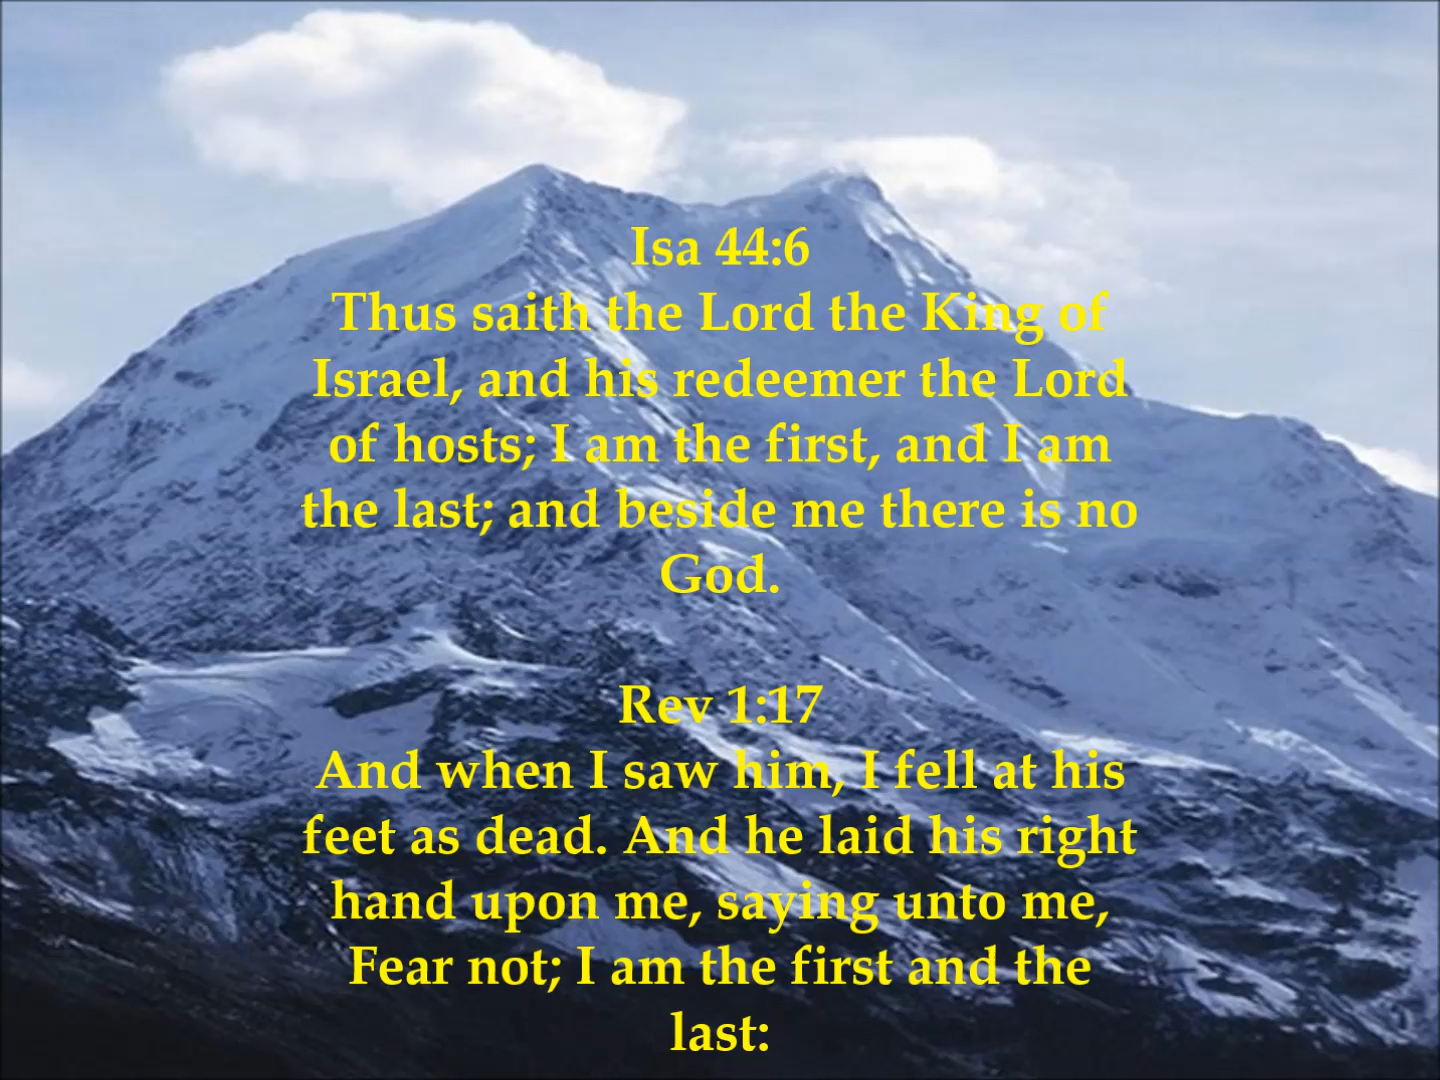 Isa 44:6
Thus saith the Lord the King of
Israel, and his redeemer the Lord
of hosts; I am the first, and I am
the last; and beside me there is no
God.
Rev 1:17
And when I saw him, I fell at his
feet as dead. And he laid his right
hand upon me, saying unto me,
Fear not; I am the first and the
last: